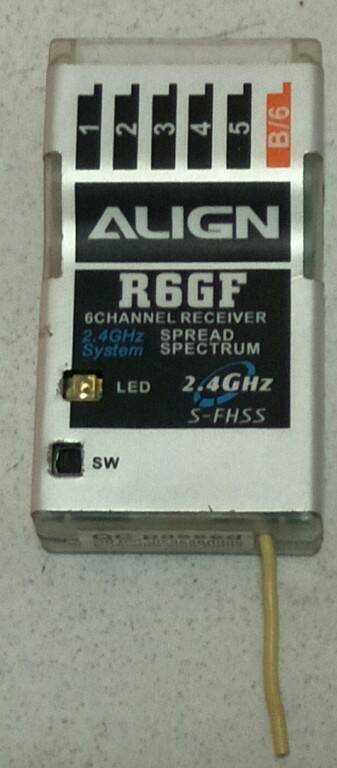 1 2 3 4 5 B/6
ALIGN
R6GF
6CHANNEL RECEIVER
2.4GHz SPREAD
System SPECTRUM
LED 2.4GHz
S-FHSS
SW